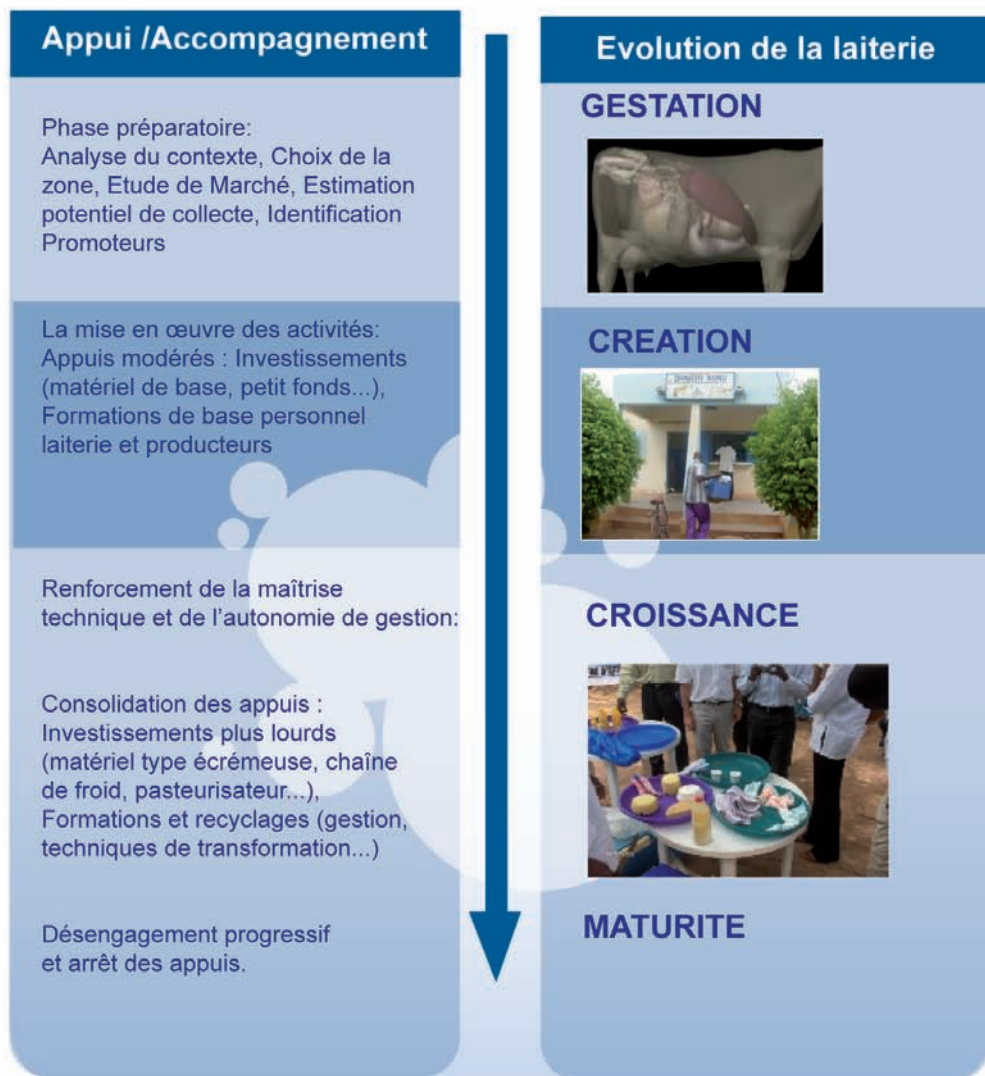 Appui /Accompagnement
Phase préparatoire:
Analyse du contexte, Choix de la
zone, Etude de Marché, Estimation
potentiel de collecte, Identification
Promoteurs
La mise en œuvre des activités:
Appuis modérés : Investissements
(matériel de base, petit fonds...),
Formations de base personnel
laiterie et producteurs
Renforcement de la maîtrise
technique et de l'autonomie de gestion:
Consolidation des appuis :
Investissements plus lourds
(matériel type écrémeuse, chaîne
de froid, pasteurisateur...),
Formations et recyclages (gestion,
techniques de transformation...)
Désengagement progressif
et arrêt des appuis.
Evolution de la laiterie
GESTATION
CREATION
CROISSANCE
MATURITE